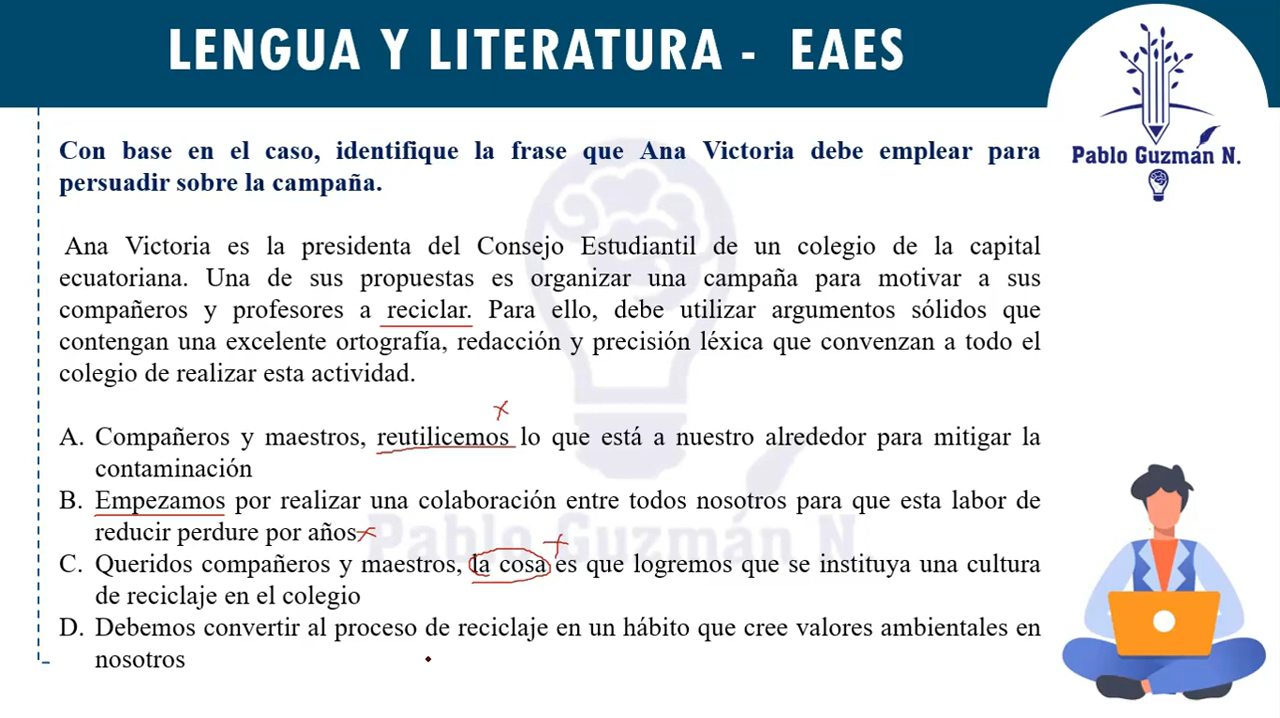 LENGUA Y LITERATURA - EAES
Pablo Guzmán N.
Con base en el caso, identifique la frase que Ana Victoria debe emplear para
persuadir sobre la campaña.
Ana Victoria es la presidenta del Consejo Estudiantil de un colegio de la capital
ecuatoriana. Una de sus propuestas es organizar una campaña para motivar a sus
compañeros y profesores a reciclar. Para ello, debe utilizar argumentos sólidos que
contengan una excelente ortografía, redacción y precisión léxica que convenzan a todo el
colegio de realizar esta actividad.
A. Compañeros y maestros, reutilicemos lo que está a nuestro alrededor para mitigar la
contaminación
B. Empezamos por realizar una colaboración entre todos nosotros para que esta labor de
reducir perdure por años
Pablo Guzmán N.
C. Queridos compañeros y maestros, la cosa es que logremos que se instituya una cultura
de reciclaje en el colegio
D. Debemos convertir al proceso de reciclaje en un hábito que cree valores ambientales en
nosotros